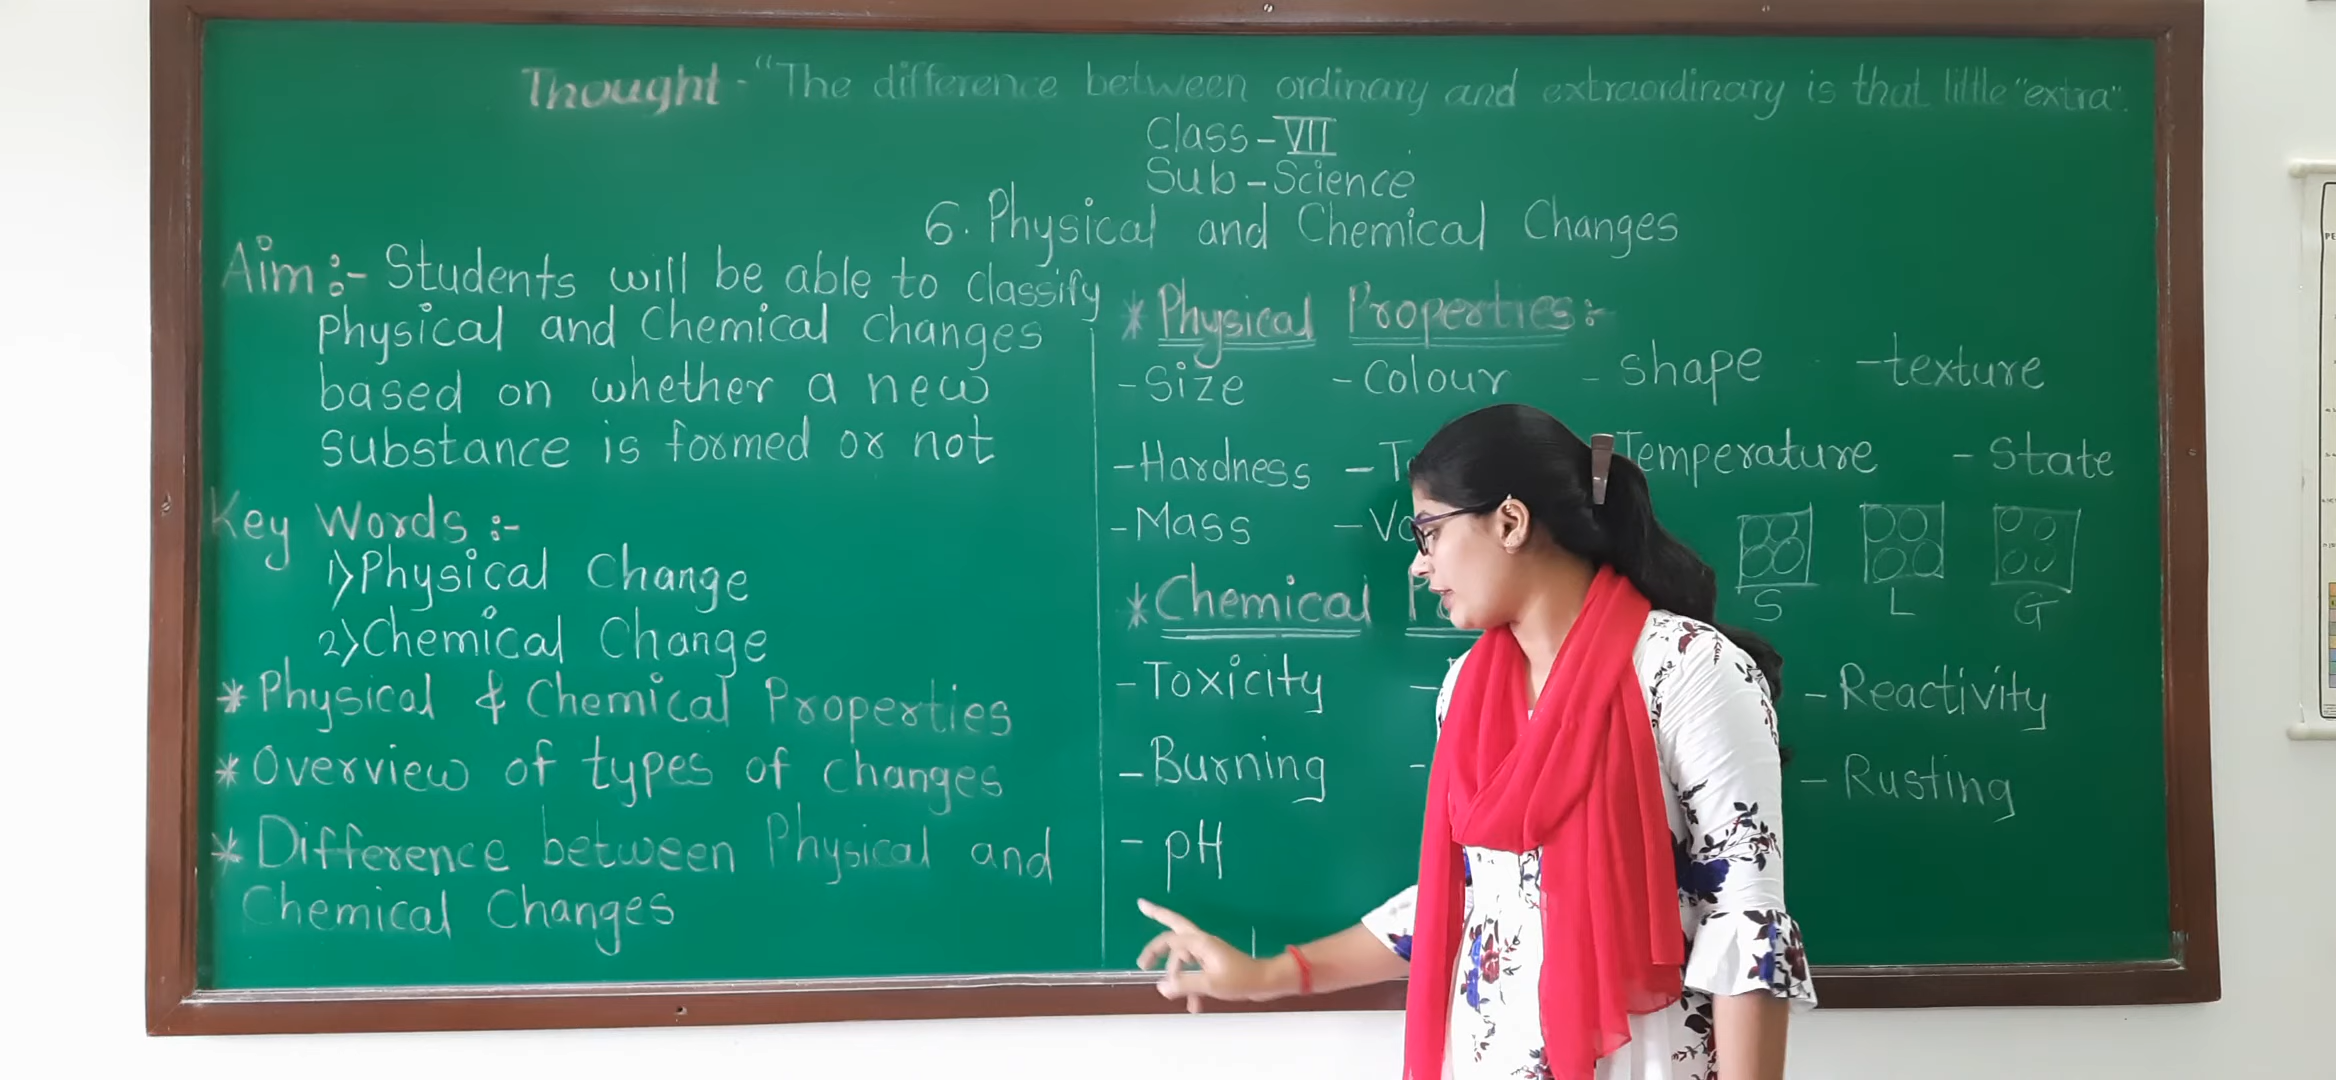 Thought - "The difference between ordinary and extraordinary is that little "extra".
Class - VII
Sub - Science
6. Physical and Chemical Changes
Aim :- Students will be able to classify
Physical and Chemical changes
based on whether a new
substance is formed or not
Key Words :-
1) Physical Change
2) Chemical Change
* Physical & Chemical Properties
* Overview of types of changes
* Difference between Physical and
Chemical Changes
* Physical Properties :-
- Size - Colour - shape - texture
- Hardness - Temperature - State
- Mass
S L G
* Chemical
- Toxicity - Reactivity
- Burning - Rusting
- pH